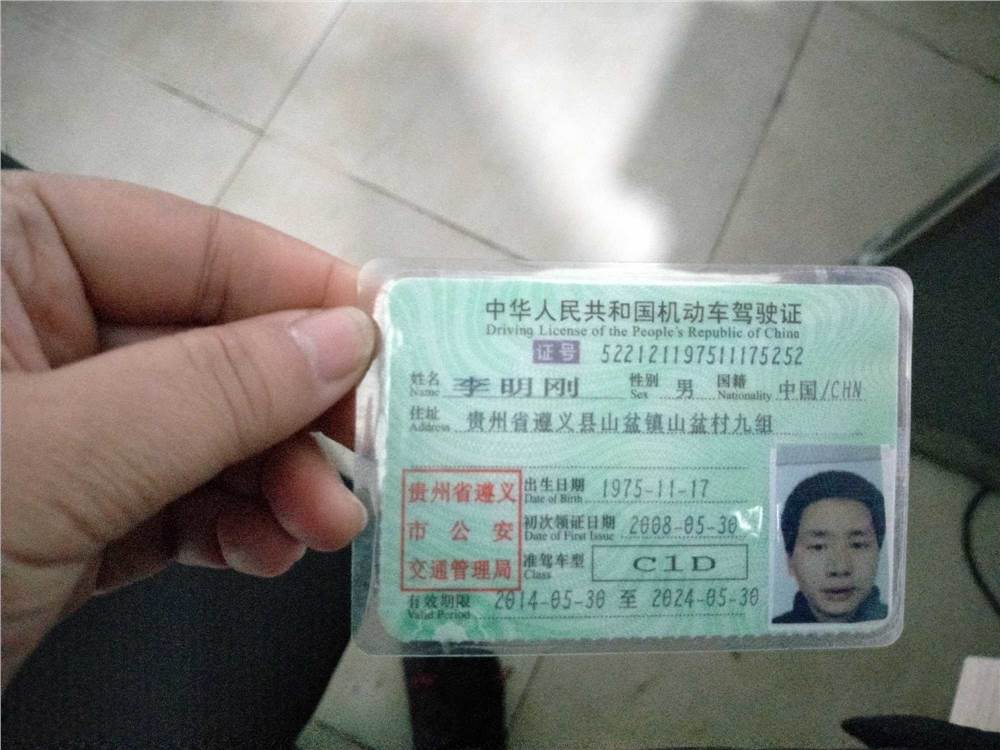 中华人民共和国机动车驾驶证
Driving License of the People's Republic of China
证号 522121197511175252
姓名 李明刚 性别 男 国籍 中国/CHN
Name Sex Nationality
住址 贵州省遵义县山盆镇山盆村九组
Address
贵州省遵义
市公安
交通管理局
出生日期 1975-11-17
Date of Birth
初次领证日期 2008-05-30
Date of First Issue
准驾车型 C1D
Class
有效期限 2014-05-30 至 2024-05-30
Valid Period